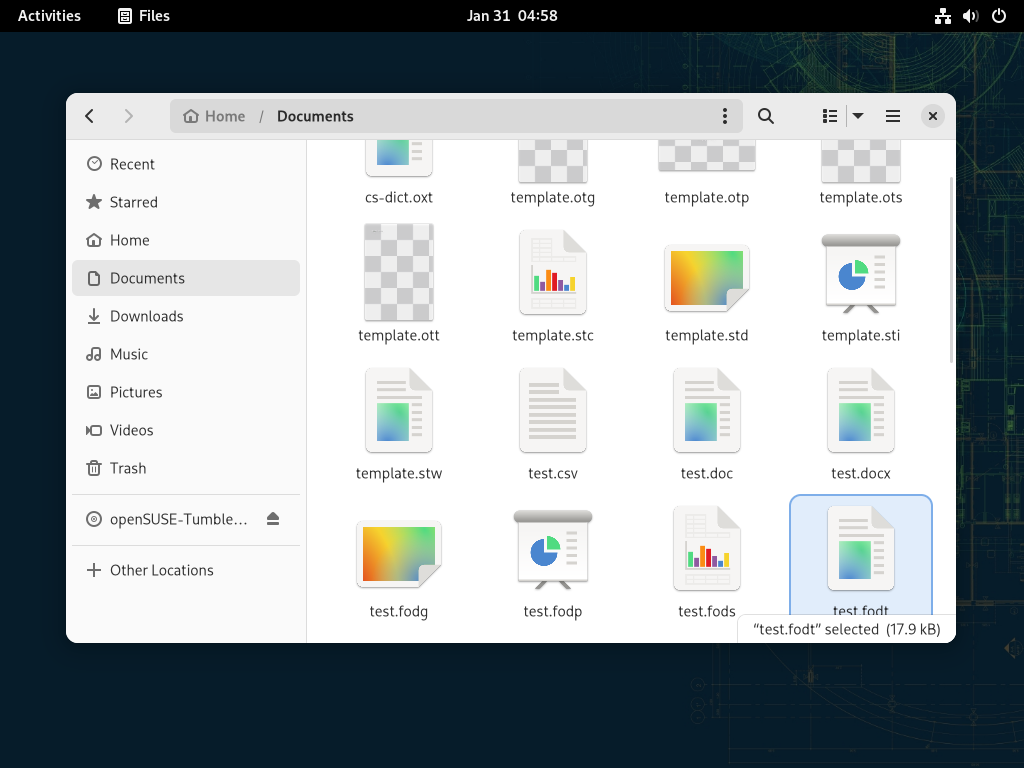 Activities
Files
Jan 31 04:58
Home / Documents
Recent
Starred
Home
Documents
Downloads
Music
Pictures
Videos
Trash
openSUSE-Tumble…
Other Locations
cs-dict.oxt
template.otg
template.otp
template.ots
template.ott
template.stc
template.std
template.sti
template.stw
test.csv
test.doc
test.docx
test.fodg
test.fodp
test.fods
test.fodt
“test.fodt” selected (17.9 kB)